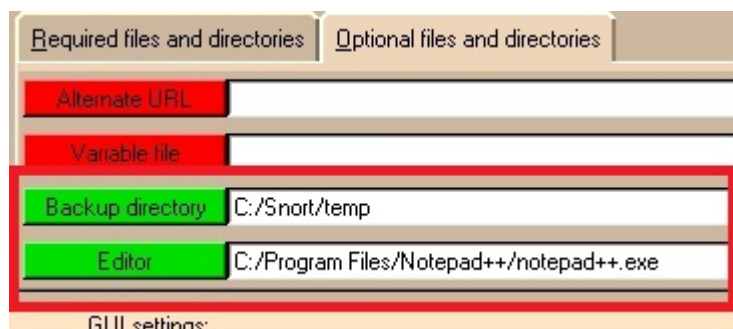 Required files and directories Optional files and directories
Alternate URL
Variable file
Backup directory C:/Snort/temp
Editor C:/Program Files/Notepad++/notepad++.exe
GUI settings: